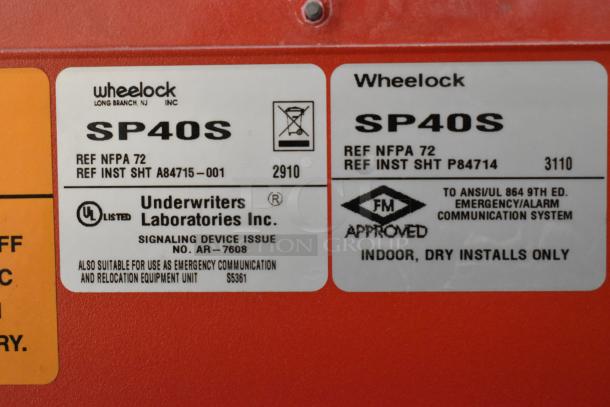 FF
C
RY.
wheelock
LONG BRANCH, NJ INC
SP40S
REF NFPA 72
REF INST SHT A84715-001 2910
UL LISTED Underwriters ®
Laboratories Inc.
SIGNALING DEVICE ISSUE
NO. AR-7608
ALSO SUITABLE FOR USE AS EMERGENCY COMMUNICATION
AND RELOCATION EQUIPMENT UNIT S5361
Wheelock
SP40S
REF NFPA 72
REF INST SHT P84714 3110
FM
APPROVED
TO ANSI/UL 864 9TH ED.
EMERGENCY/ALARM
COMMUNICATION SYSTEM
INDOOR, DRY INSTALLS ONLY